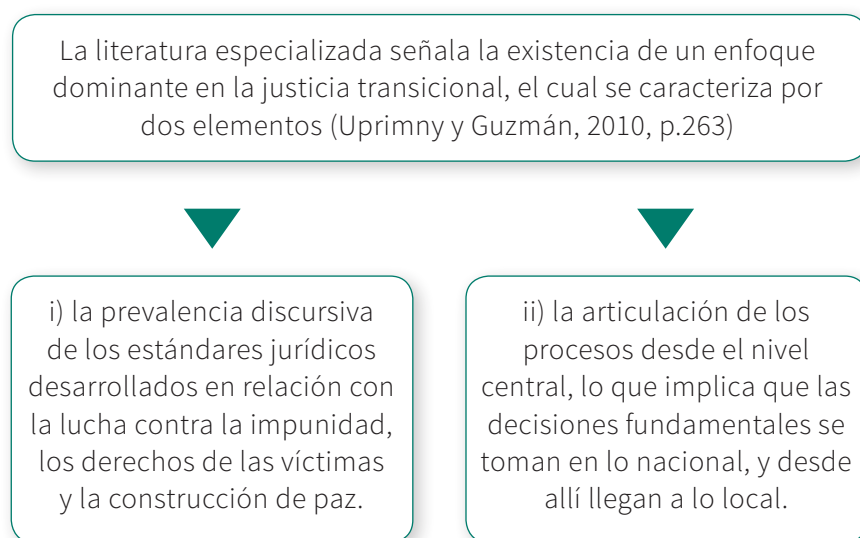 La literatura especializada señala la existencia de un enfoque
dominante en la justicia transicional, el cual se caracteriza por
dos elementos (Uprimny y Guzmán, 2010, p.263)
i) la prevalencia discursiva
de los estándares jurídicos
desarrollados en relación con
la lucha contra la impunidad,
los derechos de las víctimas
y la construcción de paz.
ii) la articulación de los
procesos desde el nivel
central, lo que implica que las
decisiones fundamentales se
toman en lo nacional, y desde
allí llegan a lo local.